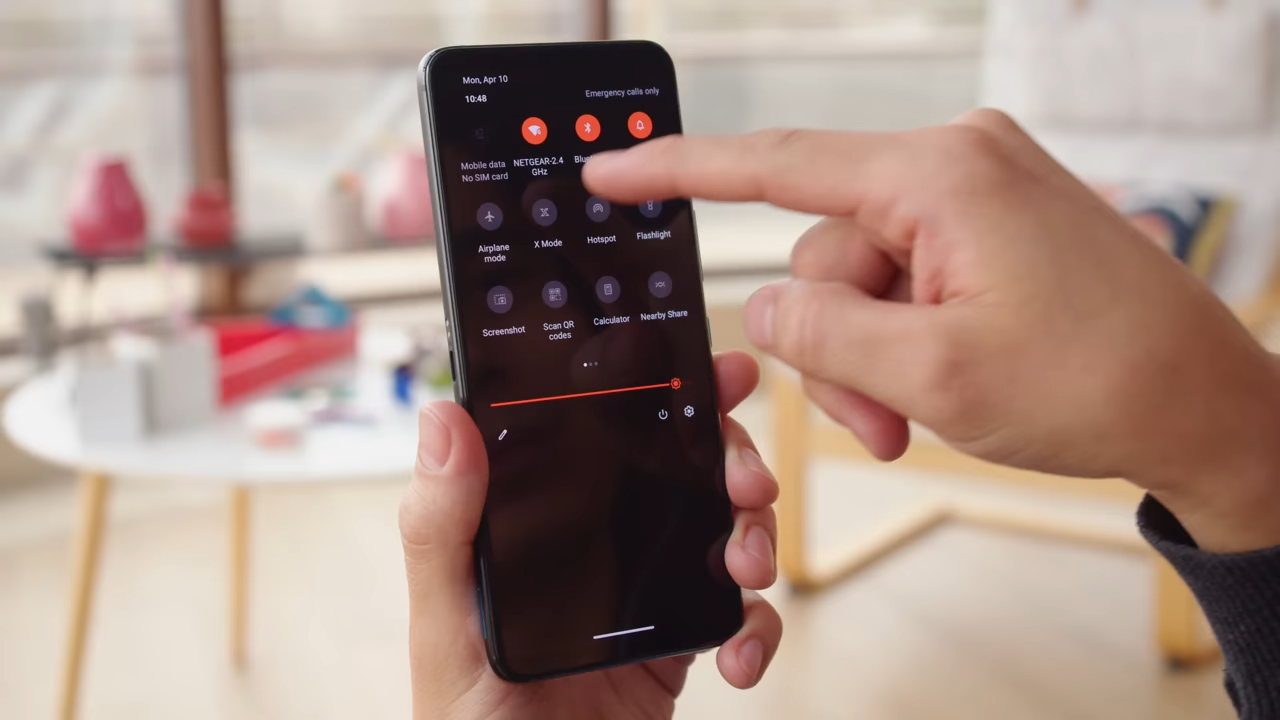 Mon, Apr 10
10:48
Emergency calls only
Mobile data
No SIM card
NETGEAR-2.4
GHz
Airplane
mode
X Mode
Hotspot
Flashlight
Screenshot
Scan QR
codes
Calculator
Nearby Share